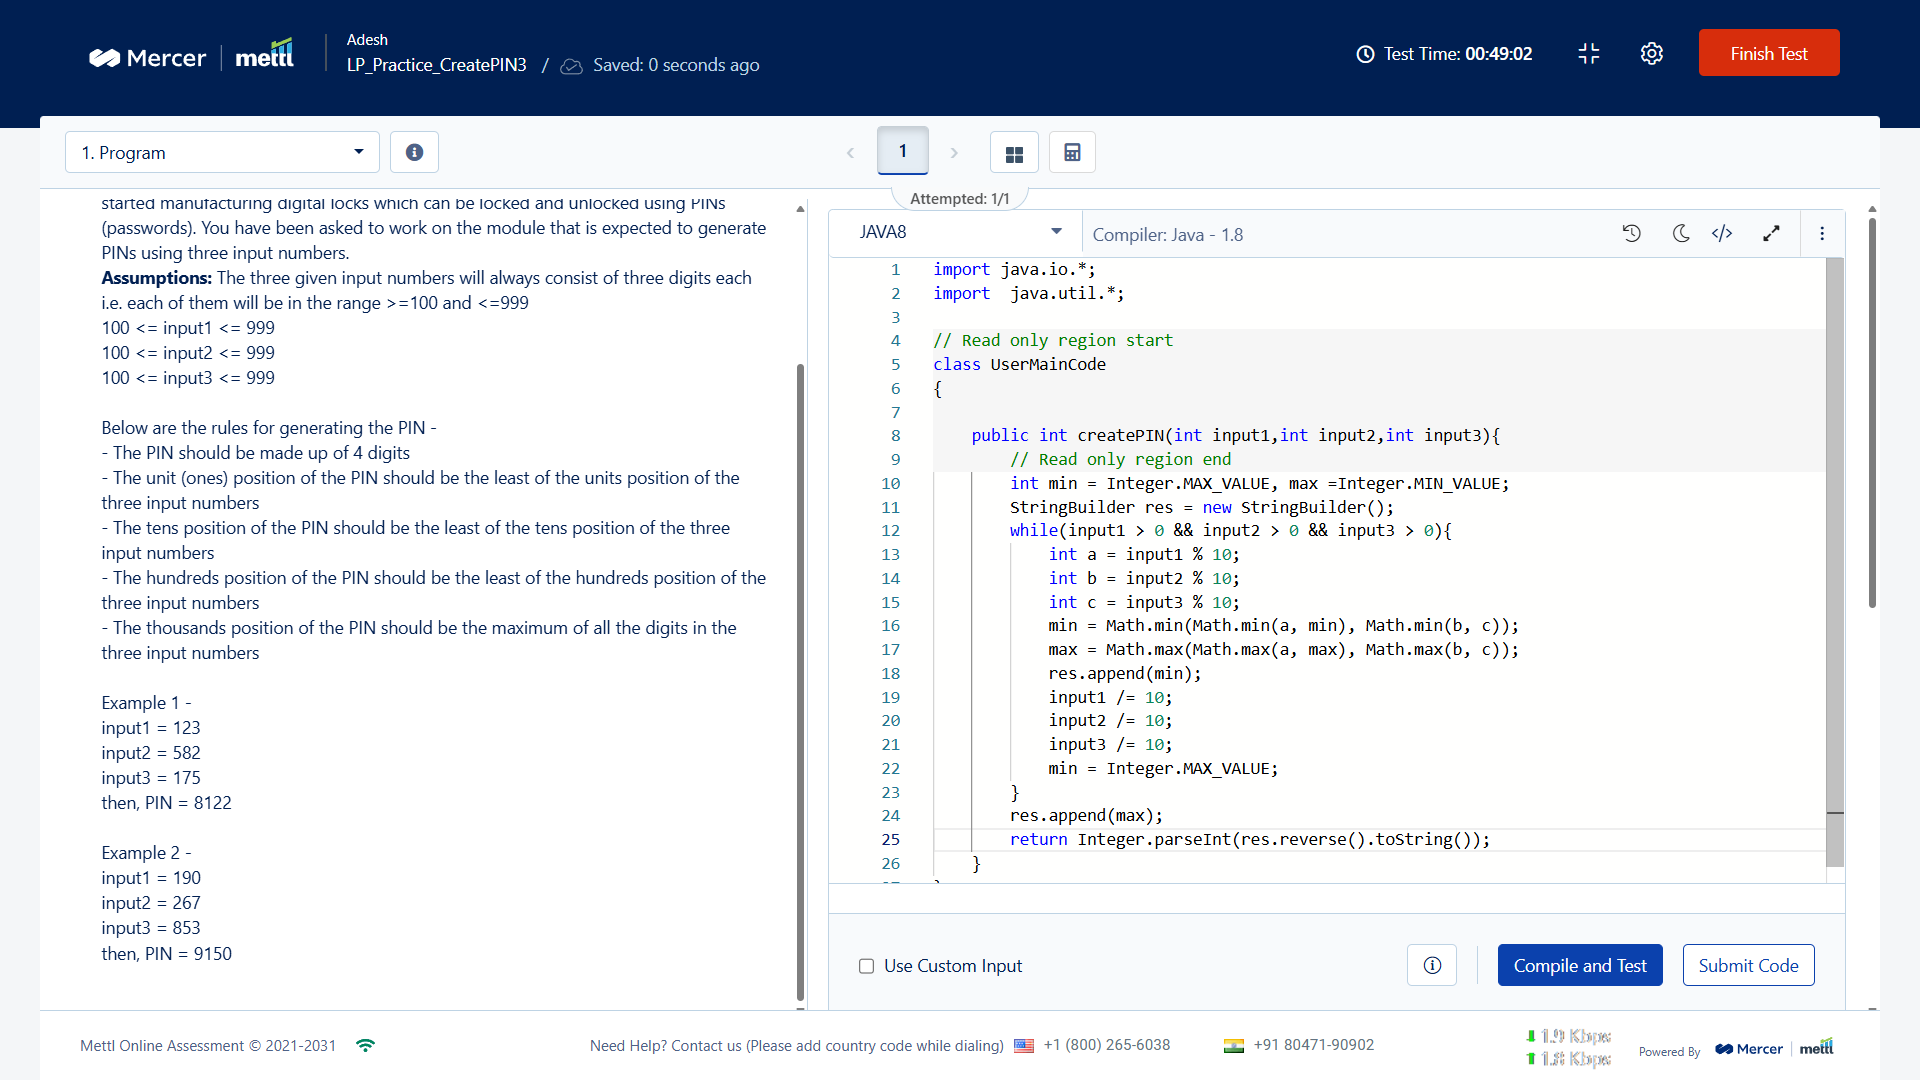 Mercer mettl
Adesh
LP_Practice_CreatePIN3 / Saved: 0 seconds ago
Test Time: 00:49:02
Finish Test
1. Program
1
Attempted: 1/1
started manufacturing digital locks which can be locked and unlocked using PINs
(passwords). You have been asked to work on the module that is expected to generate
PINs using three input numbers.
Assumptions: The three given input numbers will always consist of three digits each
i.e. each of them will be in the range >=100 and <=999
100 <= input1 <= 999
100 <= input2 <= 999
100 <= input3 <= 999
Below are the rules for generating the PIN -
- The PIN should be made up of 4 digits
- The unit (ones) position of the PIN should be the least of the units position of the
three input numbers
- The tens position of the PIN should be the least of the tens position of the three
input numbers
- The hundreds position of the PIN should be the least of the hundreds position of the
three input numbers
- The thousands position of the PIN should be the maximum of all the digits in the
three input numbers
Example 1 -
input1 = 123
input2 = 582
input3 = 175
then, PIN = 8122
Example 2 -
input1 = 190
input2 = 267
input3 = 853
then, PIN = 9150
JAVA8
Compiler: Java - 1.8
1 import java.io.*;
2 import  java.util.*;
3
4 // Read only region start
5 class UserMainCode
6 {
7
8     public int createPIN(int input1,int input2,int input3){
9         // Read only region end
10         int min = Integer.MAX_VALUE, max =Integer.MIN_VALUE;
11         StringBuilder res = new StringBuilder();
12         while(input1 > 0 && input2 > 0 && input3 > 0){
13             int a = input1 % 10;
14             int b = input2 % 10;
15             int c = input3 % 10;
16             min = Math.min(Math.min(a, min), Math.min(b, c));
17             max = Math.max(Math.max(a, max), Math.max(b, c));
18             res.append(min);
19             input1 /= 10;
20             input2 /= 10;
21             input3 /= 10;
22             min = Integer.MAX_VALUE;
23         }
24         res.append(max);
25         return Integer.parseInt(res.reverse().toString());
26     }
Use Custom Input
Compile and Test
Submit Code
Mettl Online Assessment © 2021-2031
Need Help? Contact us (Please add country code while dialing) +1 (800) 265-6038
+91 80471-90902
1.9 Kbps
1.8 Kbps
Powered By Mercer mettl